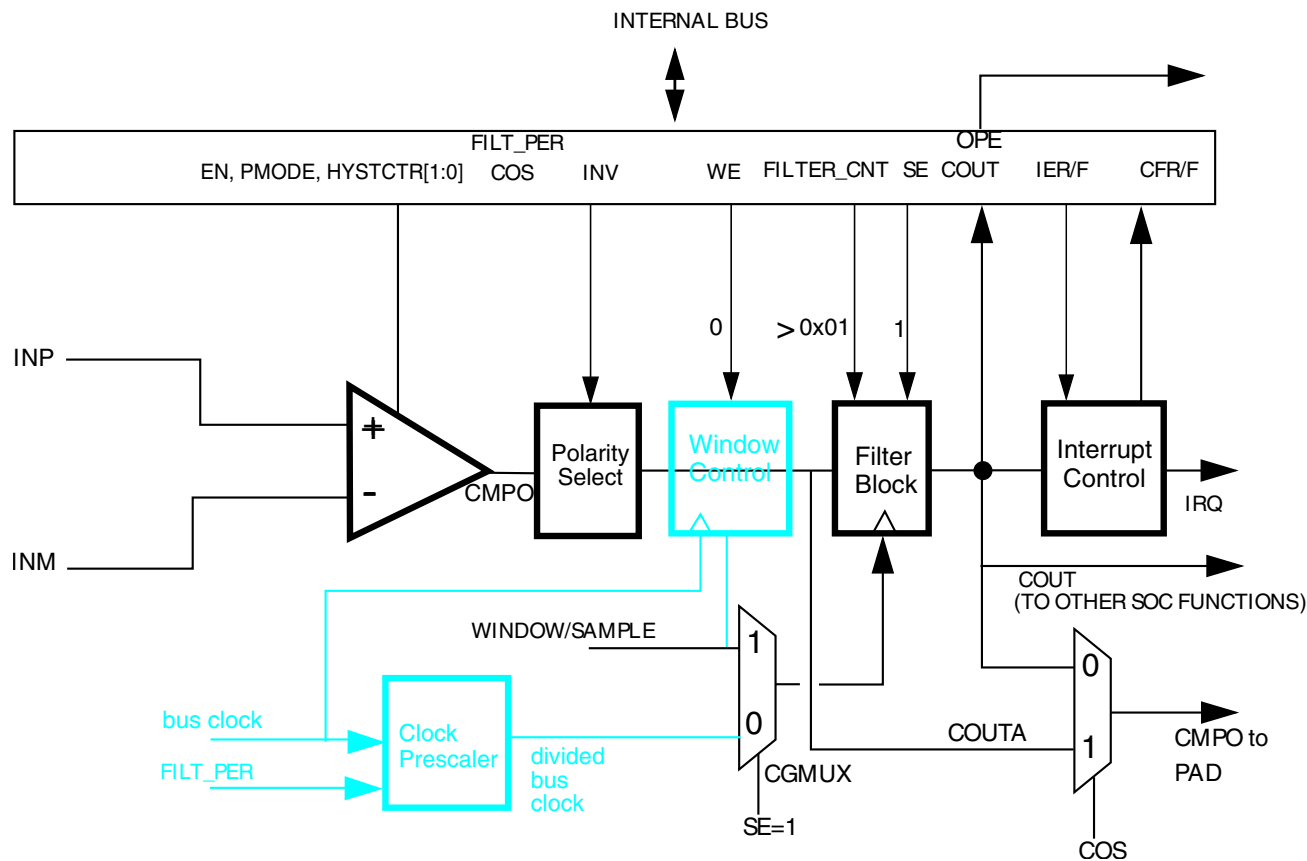 INTERNAL BUS
FILT_PER
OPE
EN, PMODE, HYSTCTR[1:0]
COS
INV
WE
FILTER_CNT
SE
COUT
IER/F
CFR/F
0
> 0x01
1
INP
+
-
INM
CMPO
Polarity
Select
Window
Control
Filter
Block
Interrupt
Control
IRQ
COUT
(TO OTHER SOC FUNCTIONS)
WINDOW/SAMPLE
1
0
CGMUX
SE=1
bus clock
FILT_PER
Clock
Prescaler
divided
bus
clock
COUTA
0
1
CMPO to
PAD
COS